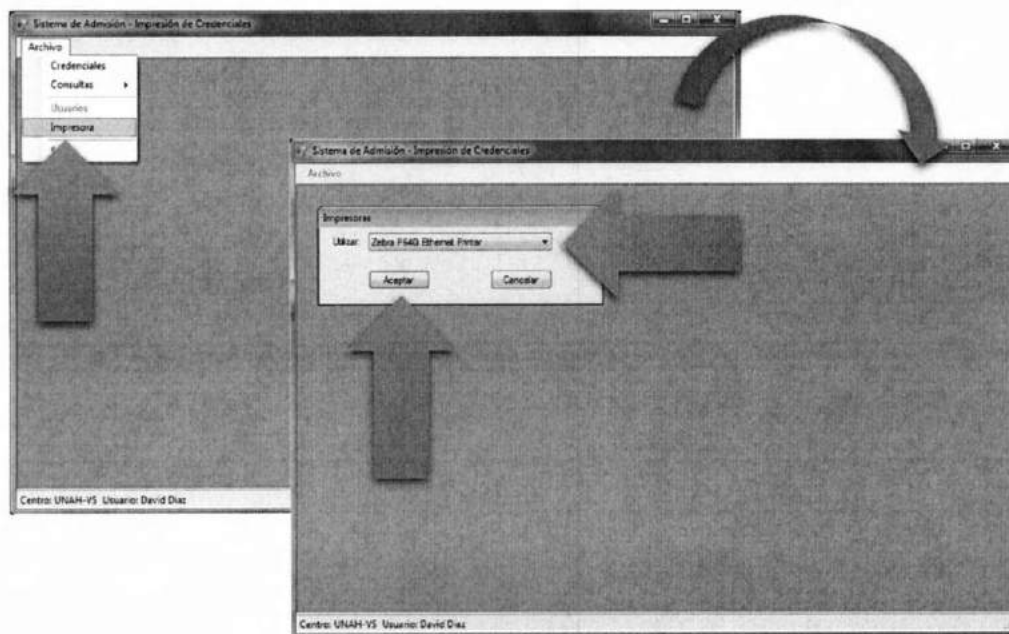 Sistema de Admisión - Impresión de Credenciales
Archivo
Credenciales
Consultas
Usuarios
Impresora
Centro: UNAH-VS Usuario: David Diaz
Sistema de Admisión - Impresión de Credenciales
Archivo
Impresoras
Utilizar: Zebra P640i Ethernet Printer
Aceptar Cancelar
Centro: UNAH-VS Usuario: David Diaz